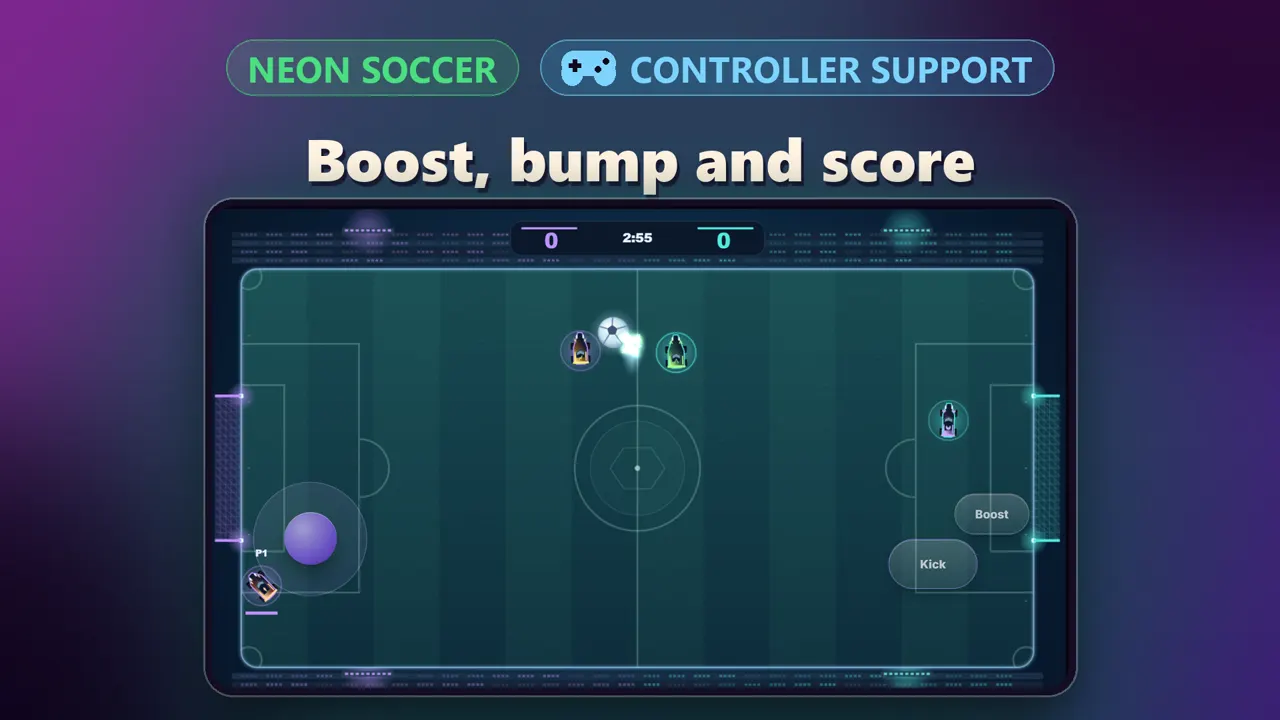 NEON SOCCER
CONTROLLER SUPPORT
Boost, bump and score
0 2:55 0
P1
Boost
Kick